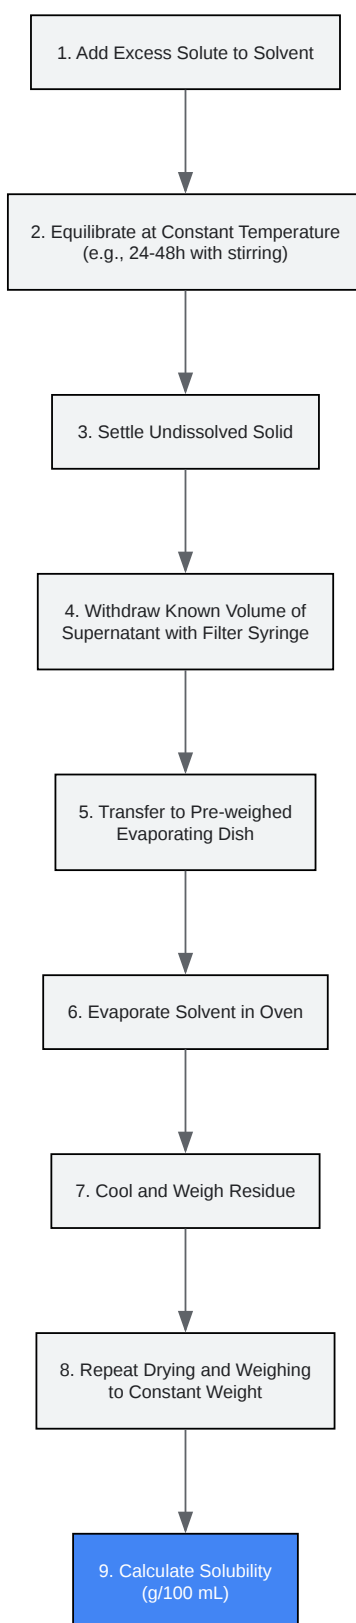 1. Add Excess Solute to Solvent
2. Equilibrate at Constant Temperature
(e.g., 24-48h with stirring)
3. Settle Undissolved Solid
4. Withdraw Known Volume of
Supernatant with Filter Syringe
5. Transfer to Pre-weighed
Evaporating Dish
6. Evaporate Solvent in Oven
7. Cool and Weigh Residue
8. Repeat Drying and Weighing
to Constant Weight
9. Calculate Solubility
(g/100 mL)